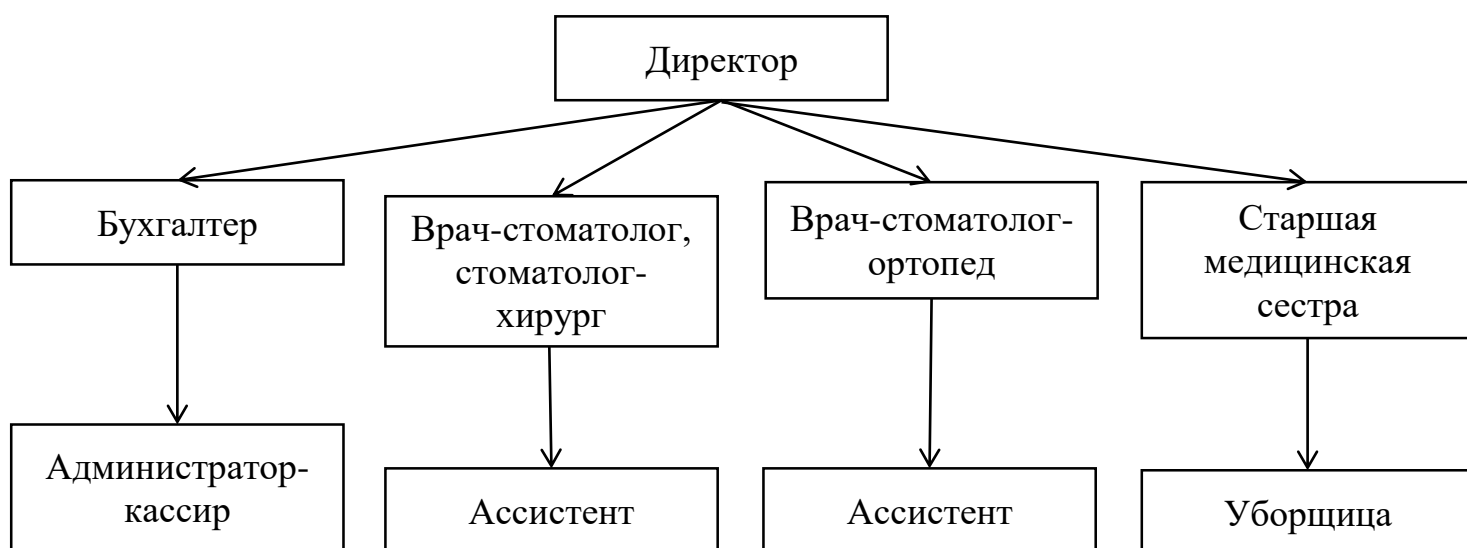 Директор
Бухгалтер
Врач-стоматолог,
стоматолог-
хирург
Врач-стоматолог-
ортопед
Старшая
медицинская
сестра
Администратор-
кассир
Ассистент
Ассистент
Уборщица